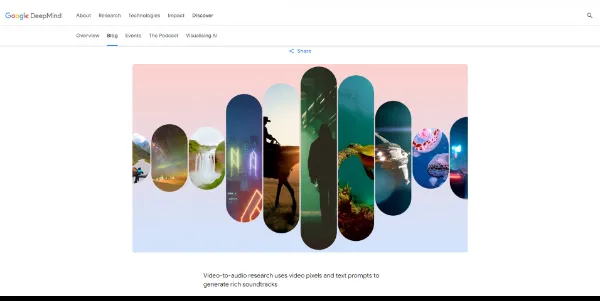 Google DeepMind
About Research Technologies Impact Discover
Overview Blog Events The Podcast Visualising AI
Share
NA
Video-to-audio research uses video pixels and text prompts to
generate rich soundtracks